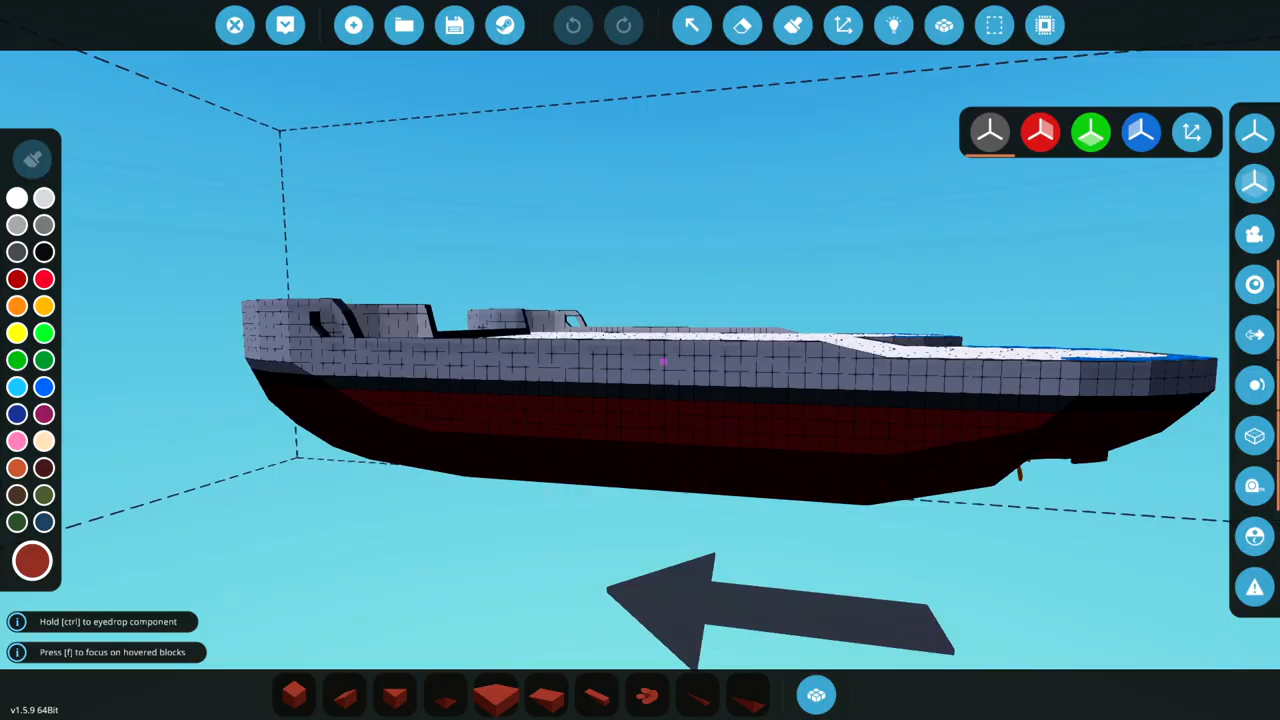 Hold [ctrl] to eyedrop component
Press [f] to focus on hovered blocks
v1.5.9 64Bit